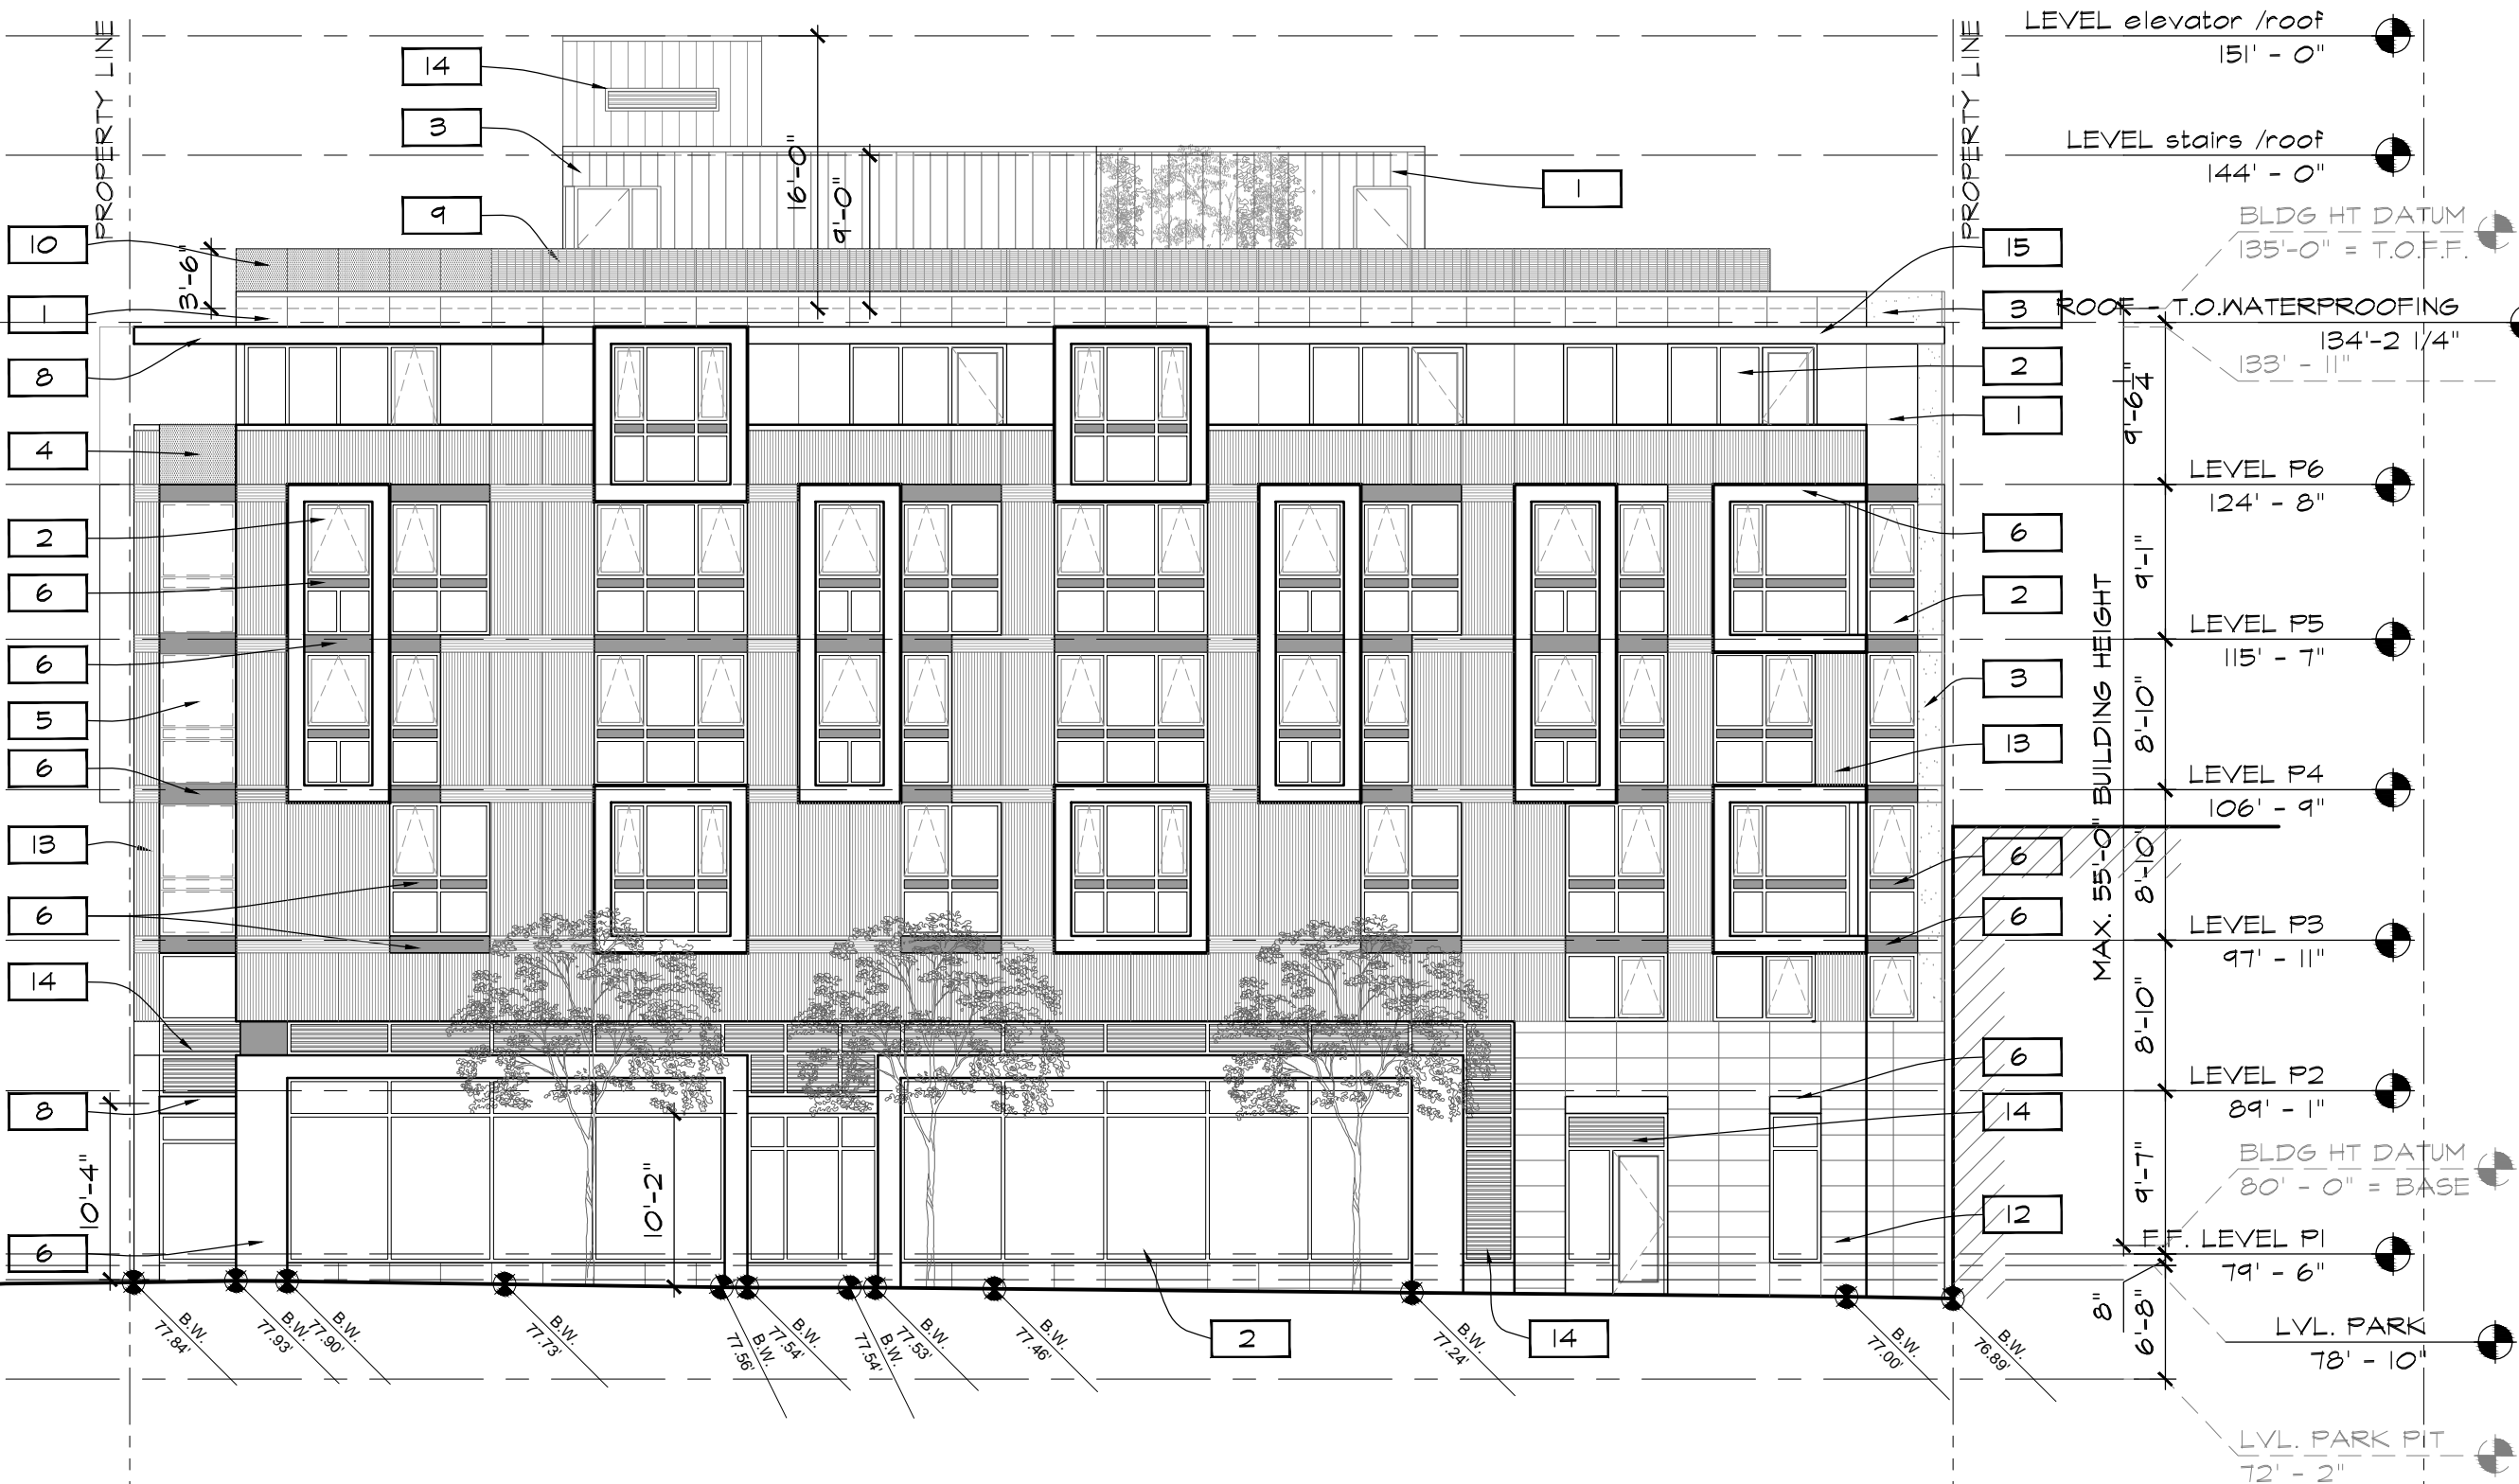 PROPERTY LINE
14
3
9
10
3'-6"
1
8
4
2
6
6
5
6
13
6
14
8
10'-4"
6
16'-0"
9'-0"
1
10'-2"
2
14
PROPERTY LINE
15
3
2
1
6
2
3
13
6
6
6
14
12
LEVEL elevator /roof
151' - 0"
LEVEL stairs /roof
144' - 0"
BLDG HT DATUM
135'-0" = T.O.F.F.
ROOF - T.O.WATERPROOFING
134'-2 1/4"
133' - 11"
9'-6 1/4"
LEVEL P6
124' - 8"
9'-1"
LEVEL P5
115' - 7"
MAX. 55'-0" BUILDING HEIGHT
8'-10"
LEVEL P4
106' - 9"
8'-10"
LEVEL P3
97' - 11"
8'-10"
LEVEL P2
89' - 1"
BLDG HT DATUM
80' - 0" = BASE
9'-7"
F.F. LEVEL P1
79' - 6"
8"
6'-8"
LVL. PARK
78' - 10"
LVL. PARK PIT
72' - 2"
B.W.
77.84'
B.W.
77.93'
B.W.
77.90'
B.W.
77.73'
B.W.
77.56'
B.W.
77.54'
B.W.
77.54'
B.W.
77.53'
B.W.
77.46'
B.W.
77.24'
B.W.
77.00'
B.W.
76.89'